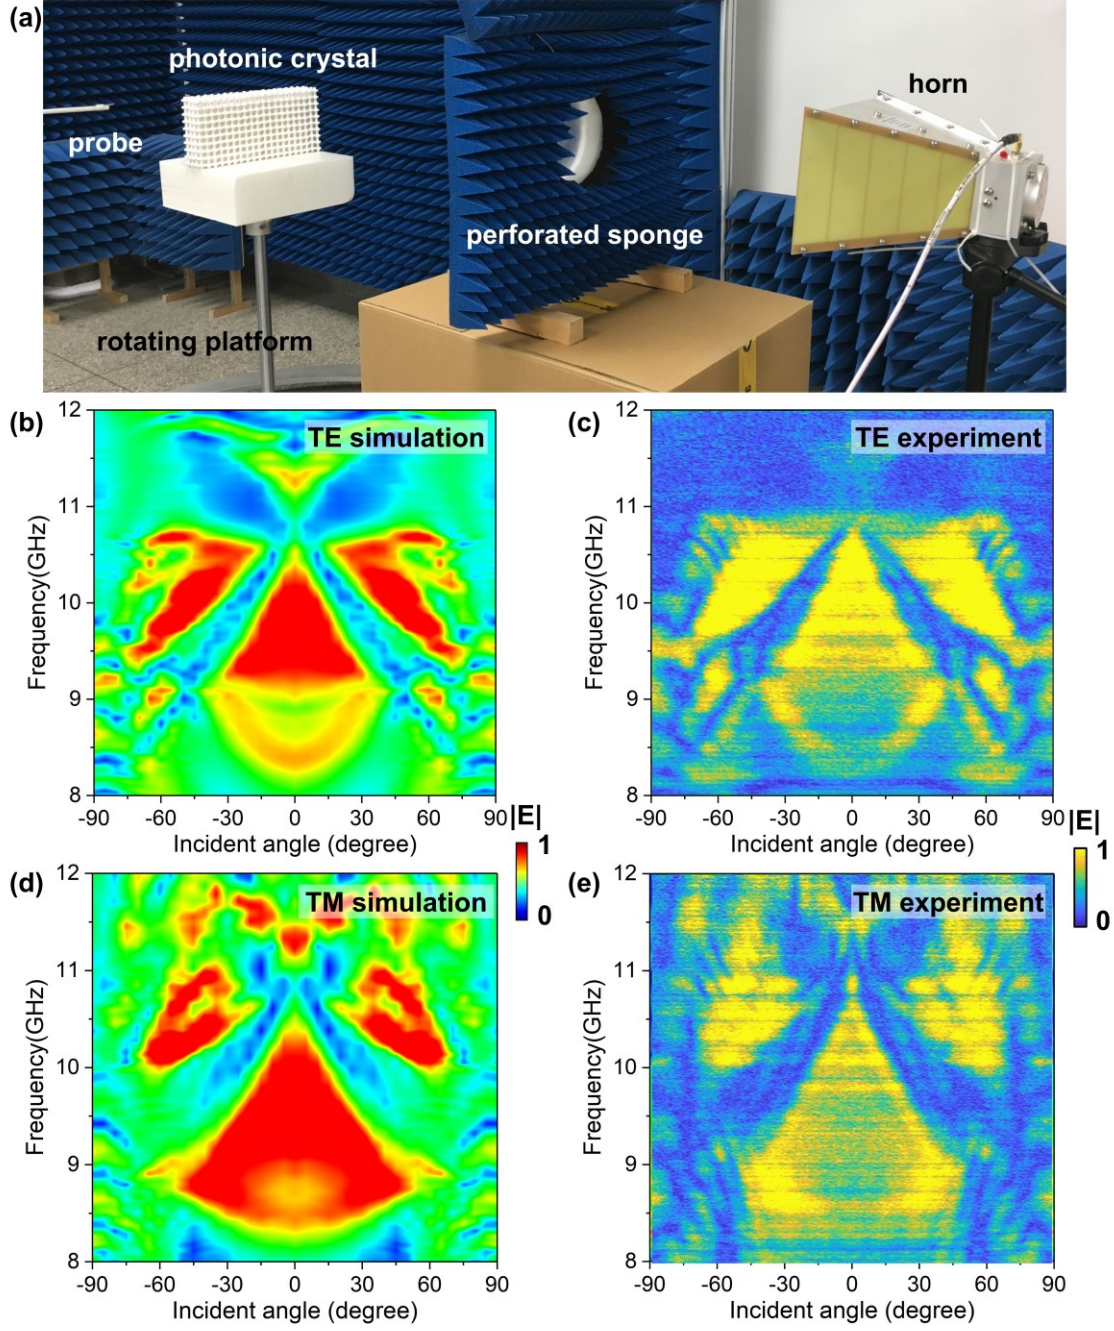 (a)
photonic crystal
horn
probe
perforated sponge
rotating platform
(b)
TE simulation
12
11
10
9
8
Frequency(GHz)
-90 -60 -30 0 30 60 90
Incident angle (degree)
(c)
TE experiment
12
11
10
9
8
Frequency(GHz)
-90 -60 -30 0 30 60 90
Incident angle (degree)
|E|
1
0
|E|
1
0
(d)
TM simulation
12
11
10
9
8
Frequency(GHz)
-90 -60 -30 0 30 60 90
Incident angle (degree)
(e)
TM experiment
12
11
10
9
8
Frequency(GHz)
-90 -60 -30 0 30 60 90
Incident angle (degree)